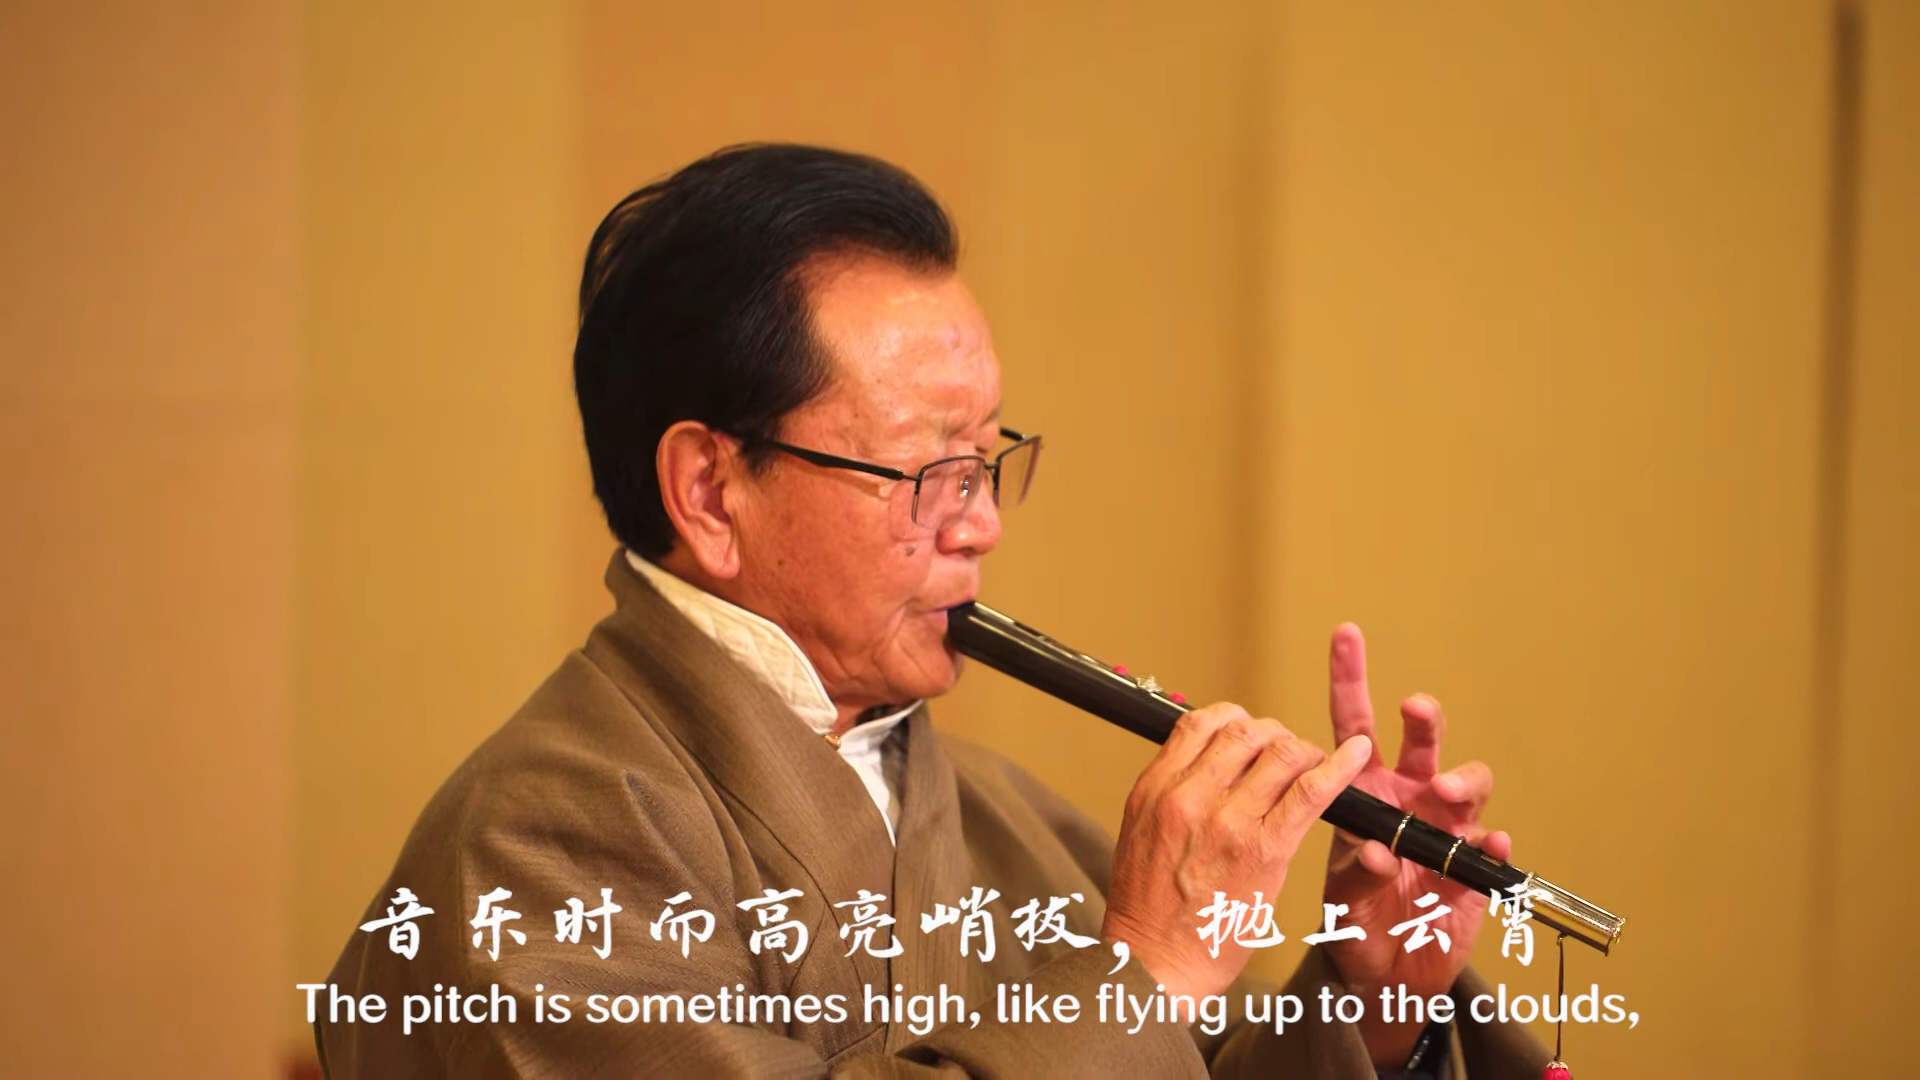 音乐时而高亮峭拔，抛上云霄
The pitch is sometimes high, like flying up to the clouds,